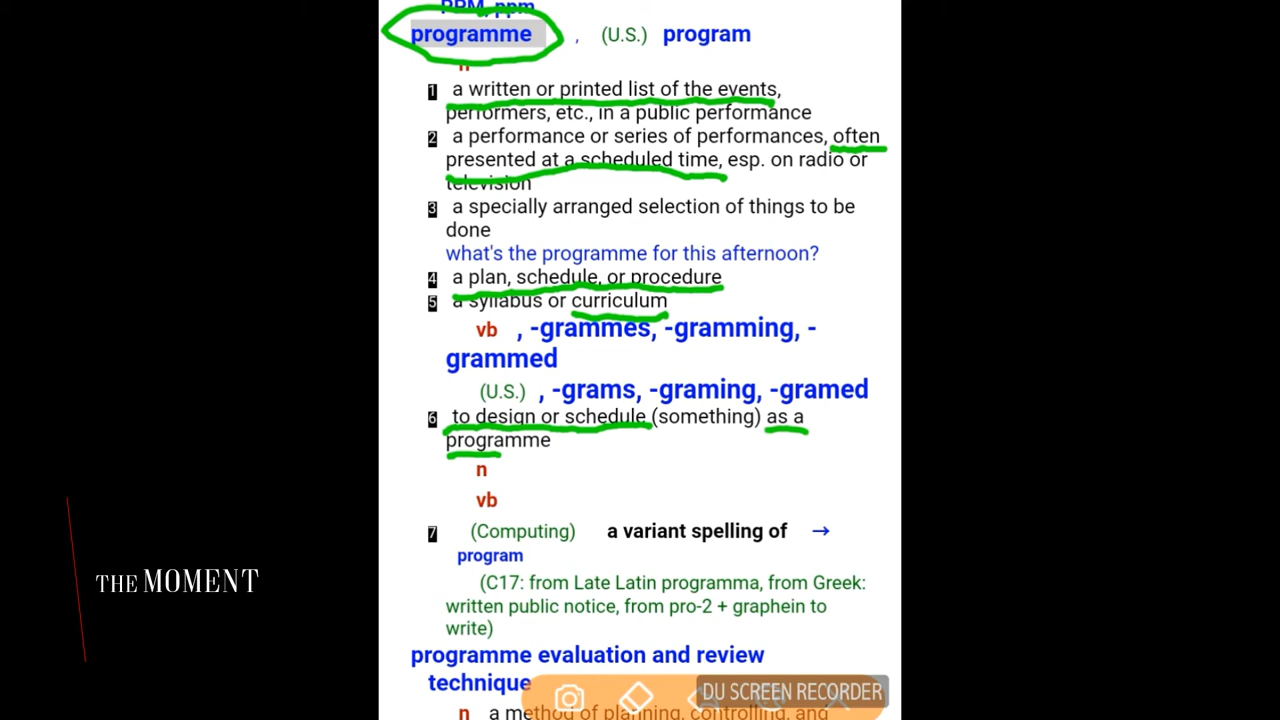 PPM, ppm
programme , (U.S.) program
n
1 a written or printed list of the events,
performers, etc., in a public performance
2 a performance or series of performances, often
presented at a scheduled time, esp. on radio or
television
3 a specially arranged selection of things to be
done
what's the programme for this afternoon?
4 a plan, schedule, or procedure
5 a syllabus or curriculum
vb , -grammes, -gramming, -
grammed
(U.S.) , -grams, -graming, -gramed
6 to design or schedule (something) as a
programme
n
vb
7 (Computing) a variant spelling of →
program
(C17: from Late Latin programma, from Greek:
written public notice, from pro-2 + graphein to
write)
programme evaluation and review
technique
n a method of planning, controlling, and
THE MOMENT
DU SCREEN RECORDER